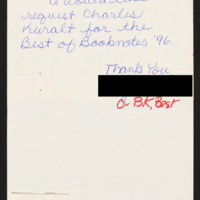 request Charles
Kuralt for the
Best of Booknotes '96.
Thank You
BK, Best